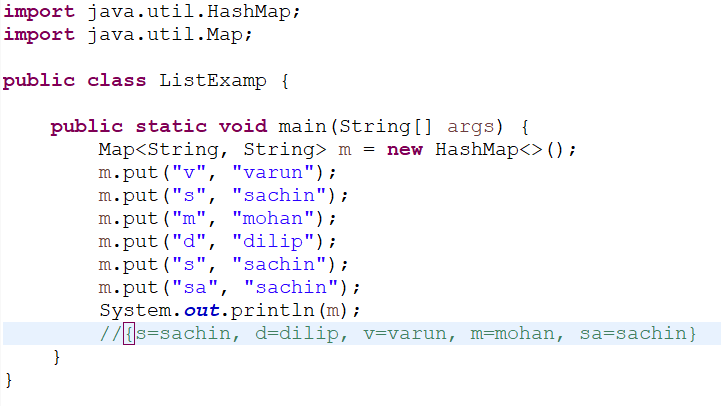 import java.util.HashMap;
import java.util.Map;
public class ListExamp {
public static void main(String[] args) {
Map<String, String> m = new HashMap<>();
m.put("v", "varun");
m.put("s", "sachin");
m.put("m", "mohan");
m.put("d", "dilip");
m.put("s", "sachin");
m.put("sa", "sachin");
System.out.println(m);
//{s=sachin, d=dilip, v=varun, m=mohan, sa=sachin}
}
}